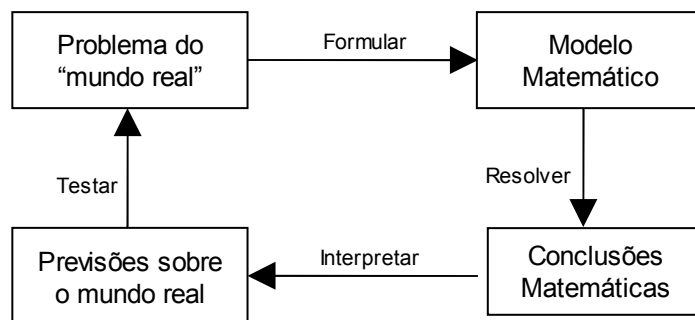 Problema do
“mundo real”
Formular
Modelo
Matemático
Testar
Resolver
Previsões sobre
o mundo real
Interpretar
Conclusões
Matemáticas